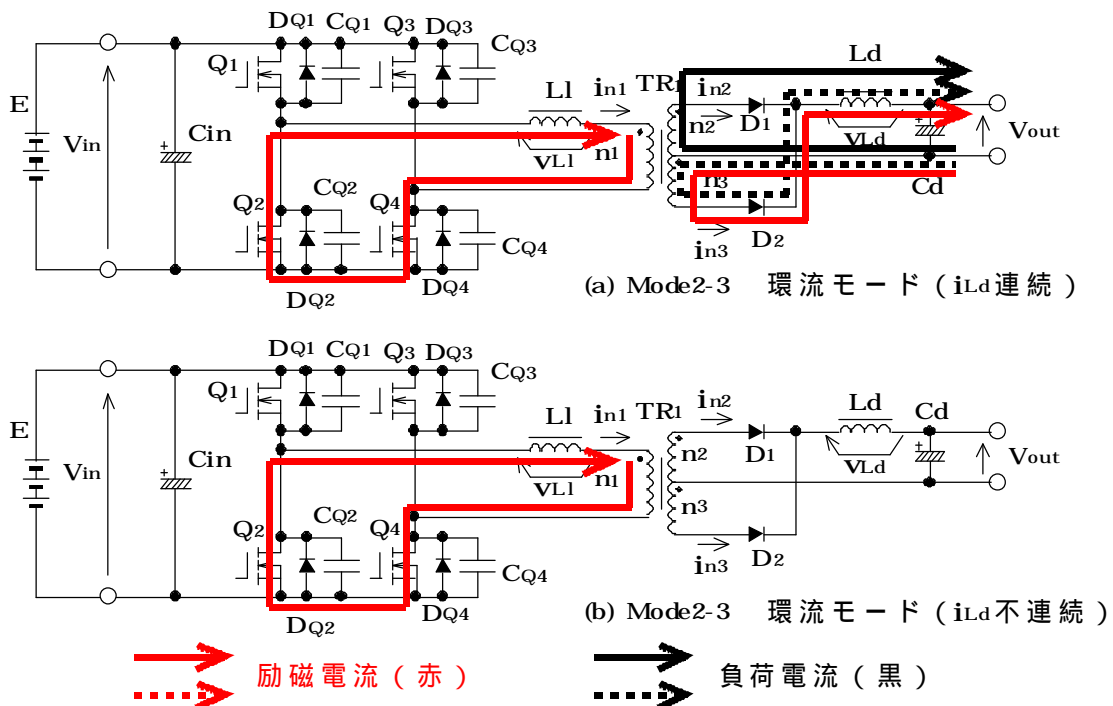 DQ1 CQ1 Q3 DQ3 CQ3
Q1
E
Vin
Cin
Ll
in1
TR1
in2
Ld
n2
D1
vLl
n1
vLd
Vout
n3
Cd
Q2
CQ2
Q4
CQ4
in3
D2
DQ2
DQ4
(a) Mode2-3 環流モード（iLd連続）
DQ1 CQ1 Q3 DQ3 CQ3
Q1
E
Vin
Cin
Ll
in1
TR1
in2
Ld
Cd
n2
D1
vLl
n1
vLd
Vout
n3
Q2
CQ2
Q4
CQ4
in3
D2
DQ2
DQ4
(b) Mode2-3 環流モード（iLd不連続）
励磁電流（赤）
負荷電流（黒）